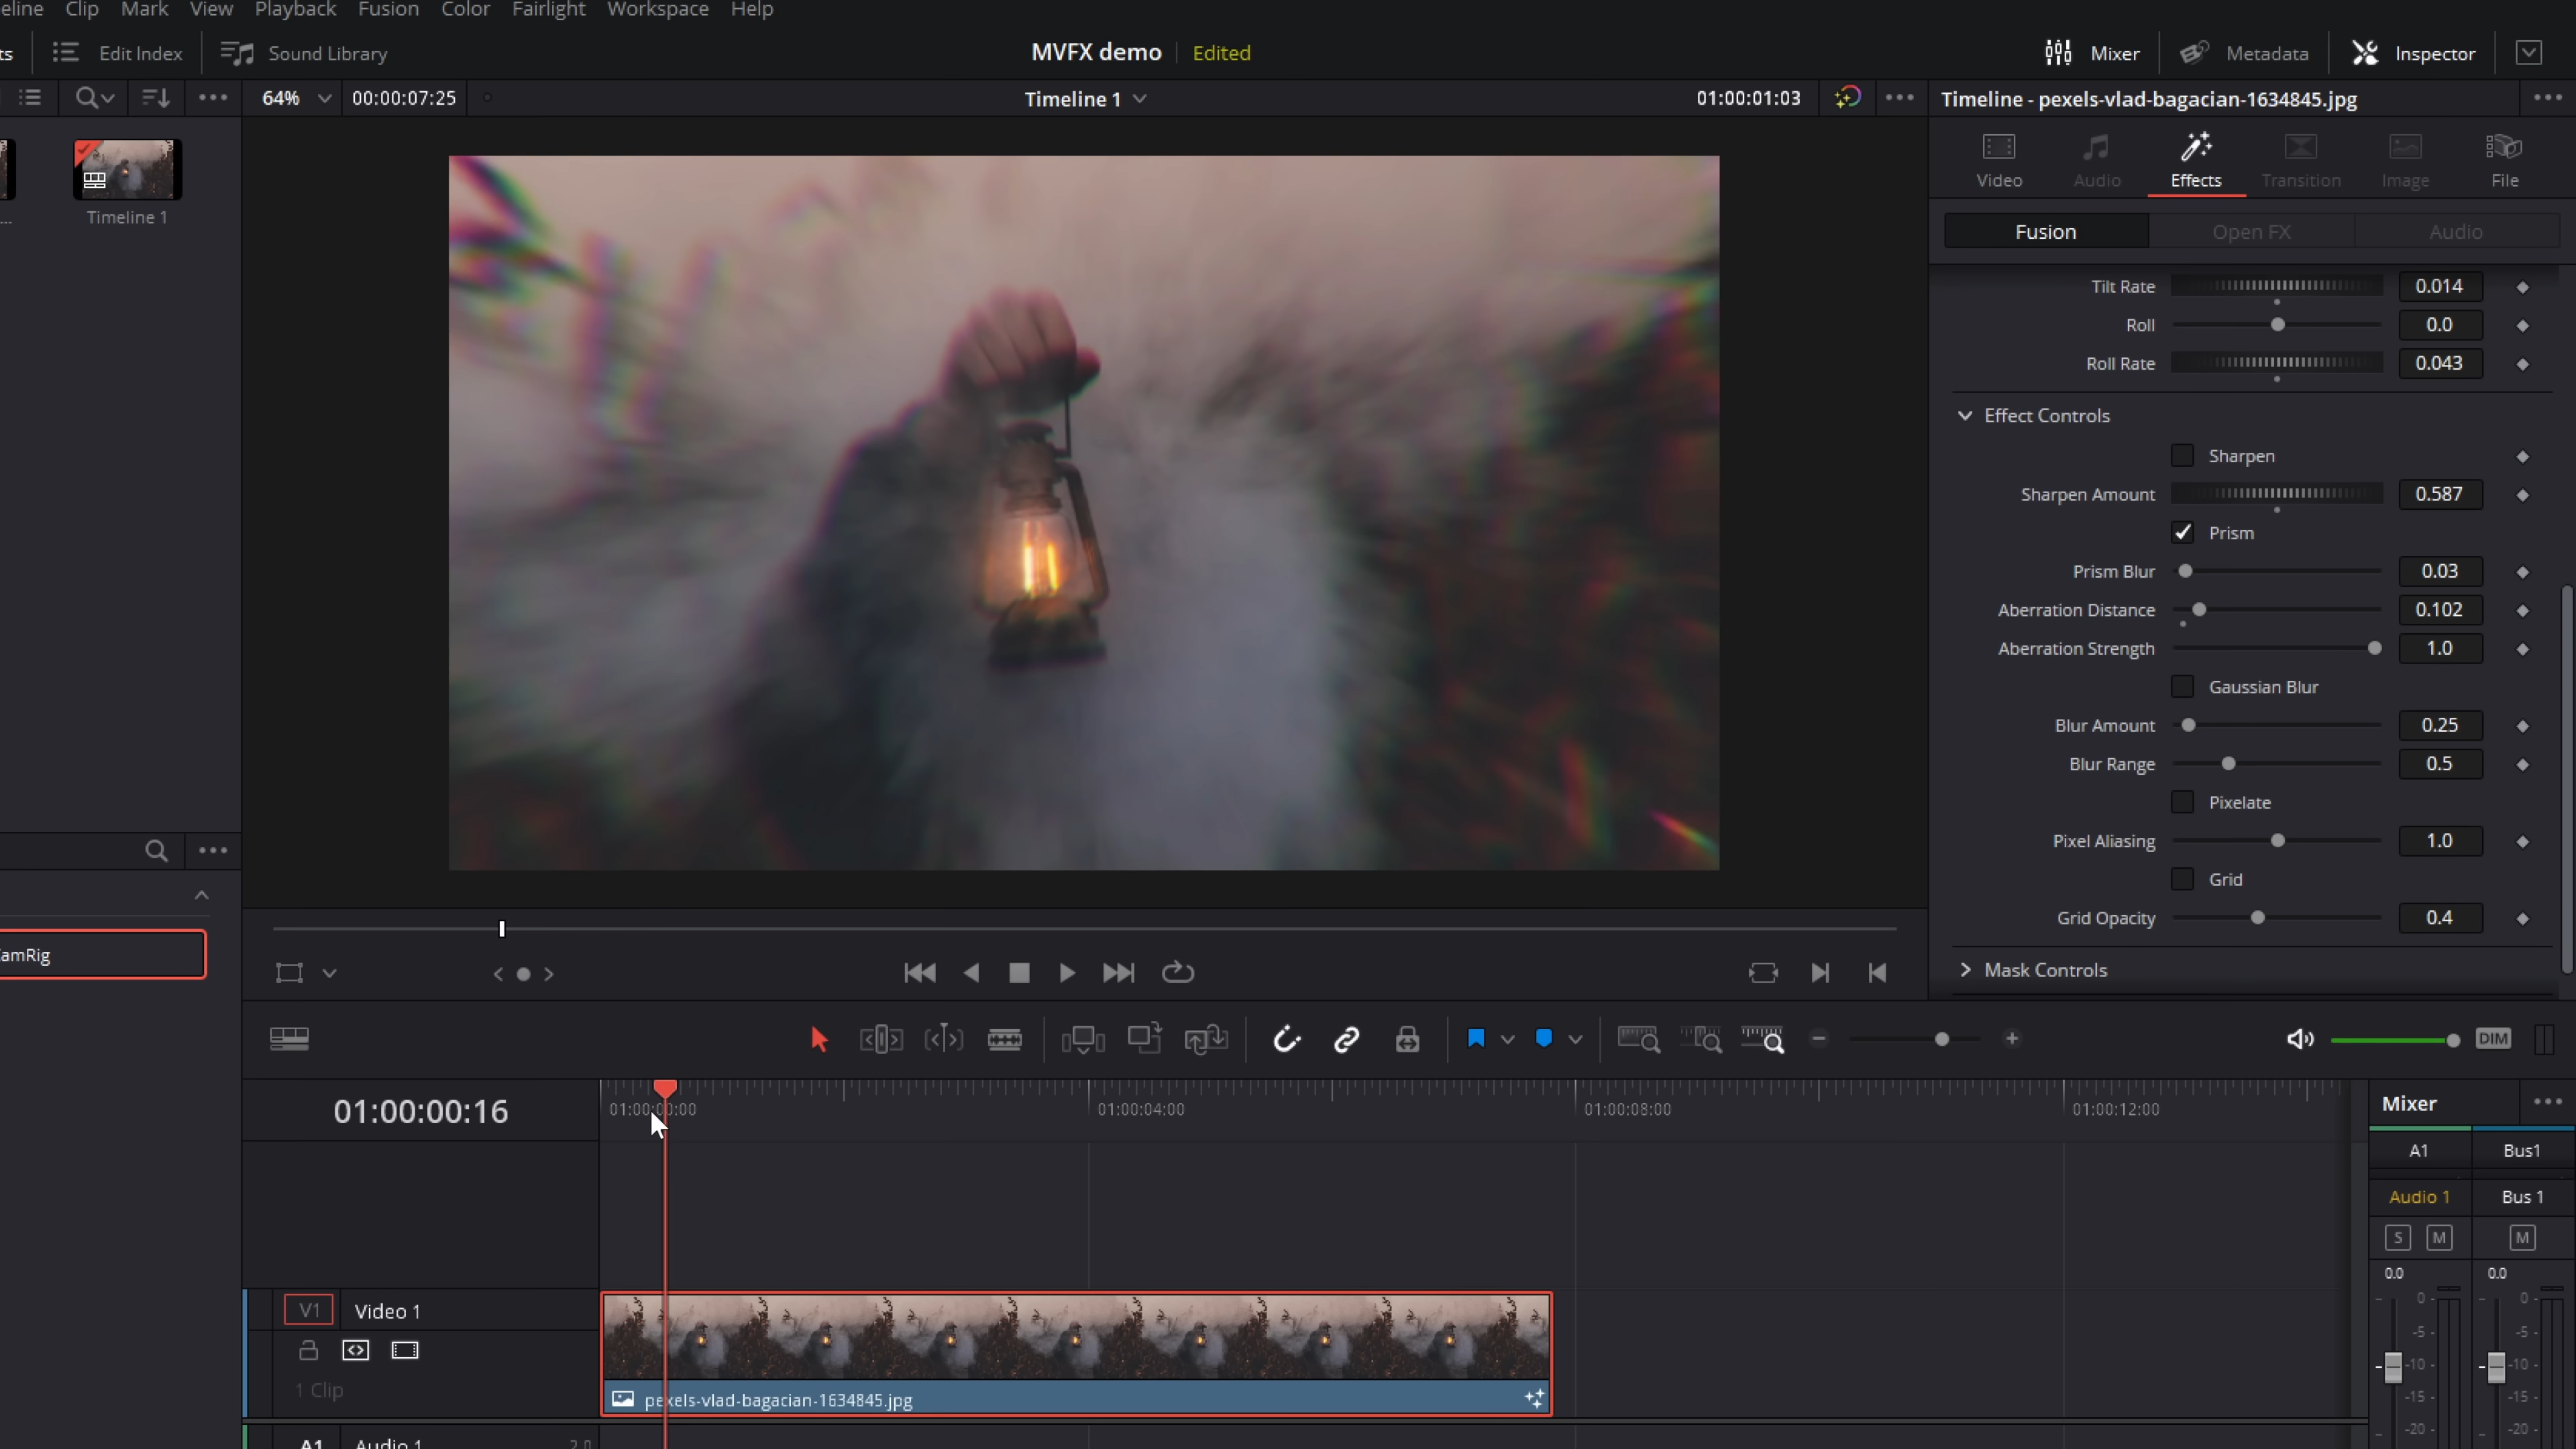 eline Clip Mark View Playback Fusion Color Fairlight Workspace Help
ts Edit Index Sound Library MVFX demo Edited Mixer Metadata Inspector
64% 00:00:07:25 Timeline 1 01:00:01:03 Timeline - pexels-vlad-bagacian-1634845.jpg
Video Audio Effects Transition Image File
... Timeline 1
Fusion Open FX Audio
Tilt Rate 0.014
Roll 0.0
Roll Rate 0.043
Effect Controls
Sharpen
Sharpen Amount 0.587
Prism
Prism Blur 0.03
Aberration Distance 0.102
Aberration Strength 1.0
Gaussian Blur
Blur Amount 0.25
Blur Range 0.5
Pixelate
Pixel Aliasing 1.0
Grid
Grid Opacity 0.4
Mask Controls
amRig
DIM
01:00:00:16
01:00:00:00 01:00:04:00 01:00:08:00 01:00:12:00
V1 Video 1
1 Clip
pexels-vlad-bagacian-1634845.jpg
A1 Audio 1 2.0
Mixer
A1 Bus1
Audio 1 Bus 1
S M M
0.0 0.0
0- 0-
-5- -5-
-10- -10-
-15- -15-
-20- -20-